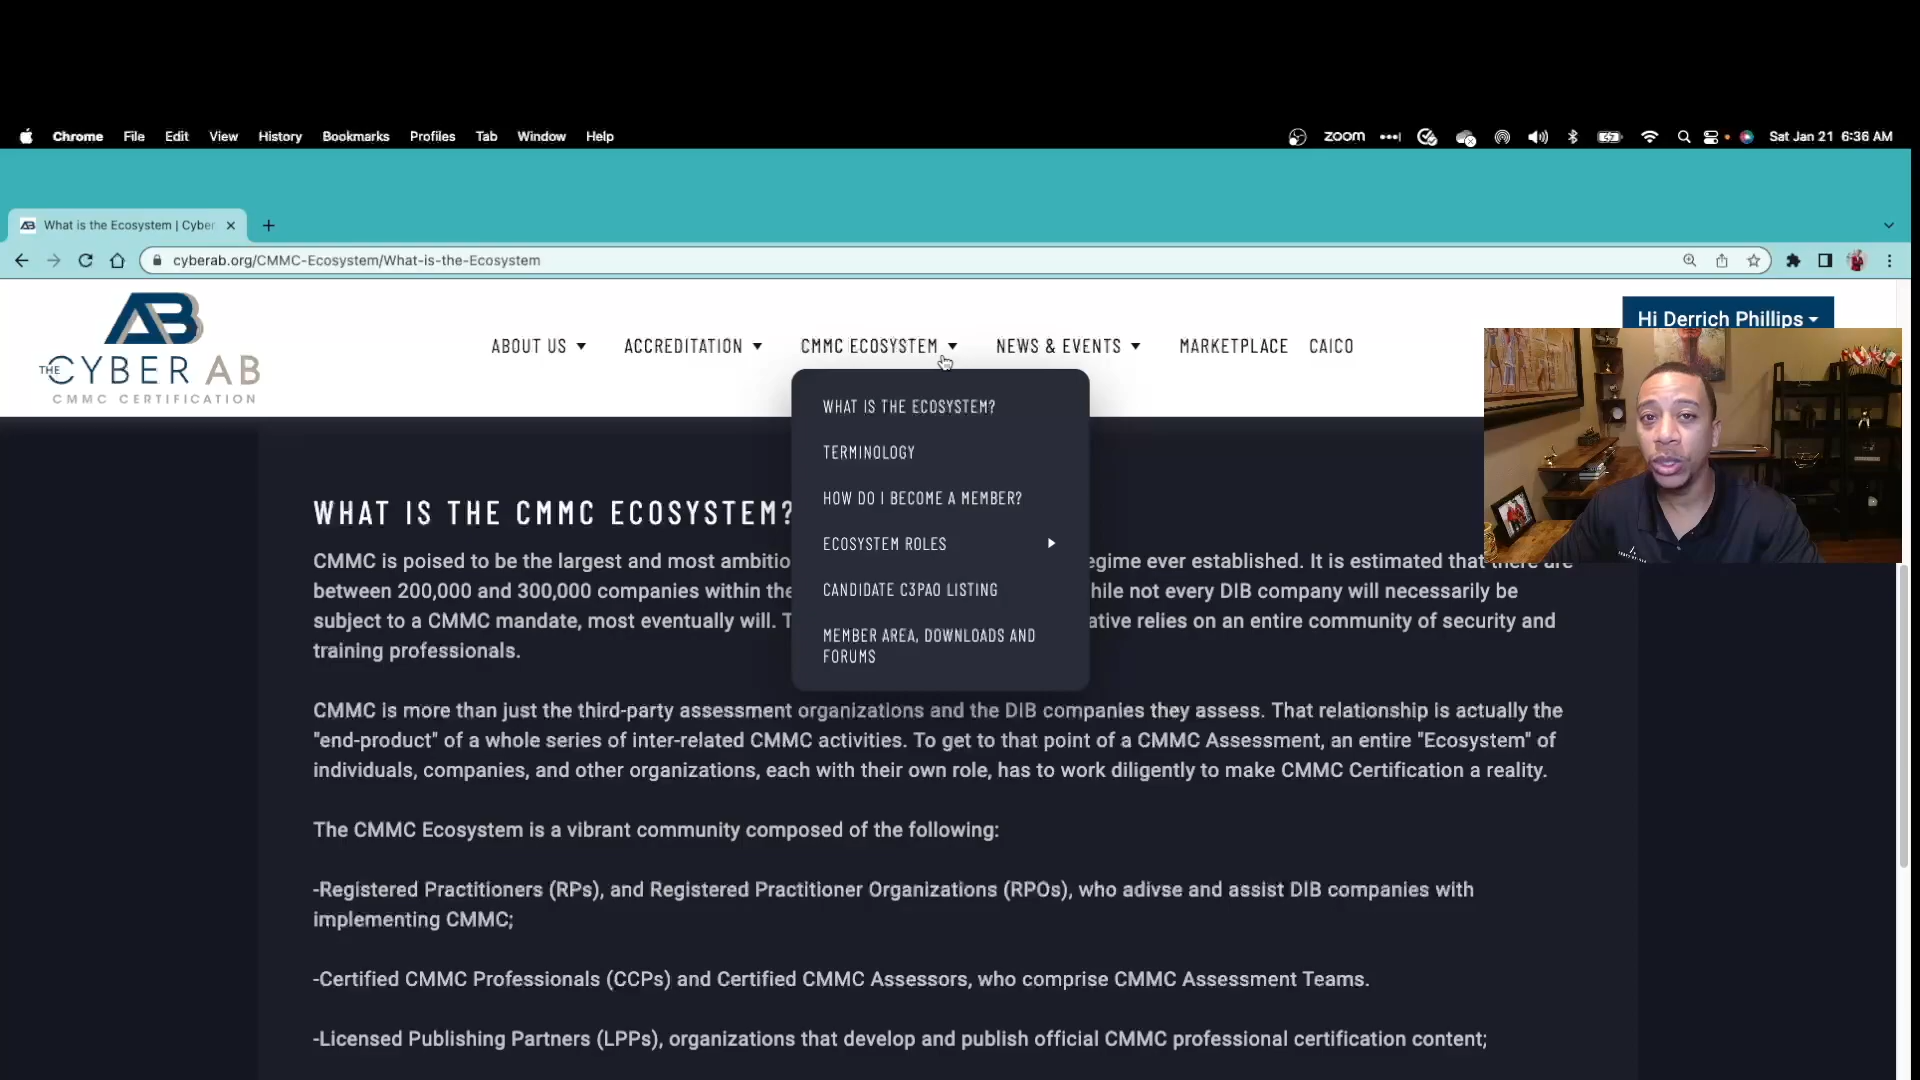 Chrome File Edit View History Bookmarks Profiles Tab Window Help
zoom
Sat Jan 21 6:36 AM
What is the Ecosystem | Cyber
cyberab.org/CMMC-Ecosystem/What-is-the-Ecosystem
AB
THE CYBER AB
CMMC CERTIFICATION
ABOUT US ACCREDITATION CMMC ECOSYSTEM NEWS & EVENTS MARKETPLACE CAICO
Hi Derrich Phillips
WHAT IS THE ECOSYSTEM?
TERMINOLOGY
HOW DO I BECOME A MEMBER?
ECOSYSTEM ROLES
CANDIDATE C3PAO LISTING
MEMBER AREA, DOWNLOADS AND
FORUMS
WHAT IS THE CMMC ECOSYSTEM?
CMMC is poised to be the largest and most ambitio egime ever established. It is estimated that there are
between 200,000 and 300,000 companies within the hile not every DIB company will necessarily be
subject to a CMMC mandate, most eventually will. T ative relies on an entire community of security and
training professionals.
CMMC is more than just the third-party assessment organizations and the DIB companies they assess. That relationship is actually the
"end-product" of a whole series of inter-related CMMC activities. To get to that point of a CMMC Assessment, an entire "Ecosystem" of
individuals, companies, and other organizations, each with their own role, has to work diligently to make CMMC Certification a reality.
The CMMC Ecosystem is a vibrant community composed of the following:
-Registered Practitioners (RPs), and Registered Practitioner Organizations (RPOs), who adivse and assist DIB companies with
implementing CMMC;
-Certified CMMC Professionals (CCPs) and Certified CMMC Assessors, who comprise CMMC Assessment Teams.
-Licensed Publishing Partners (LPPs), organizations that develop and publish official CMMC professional certification content;